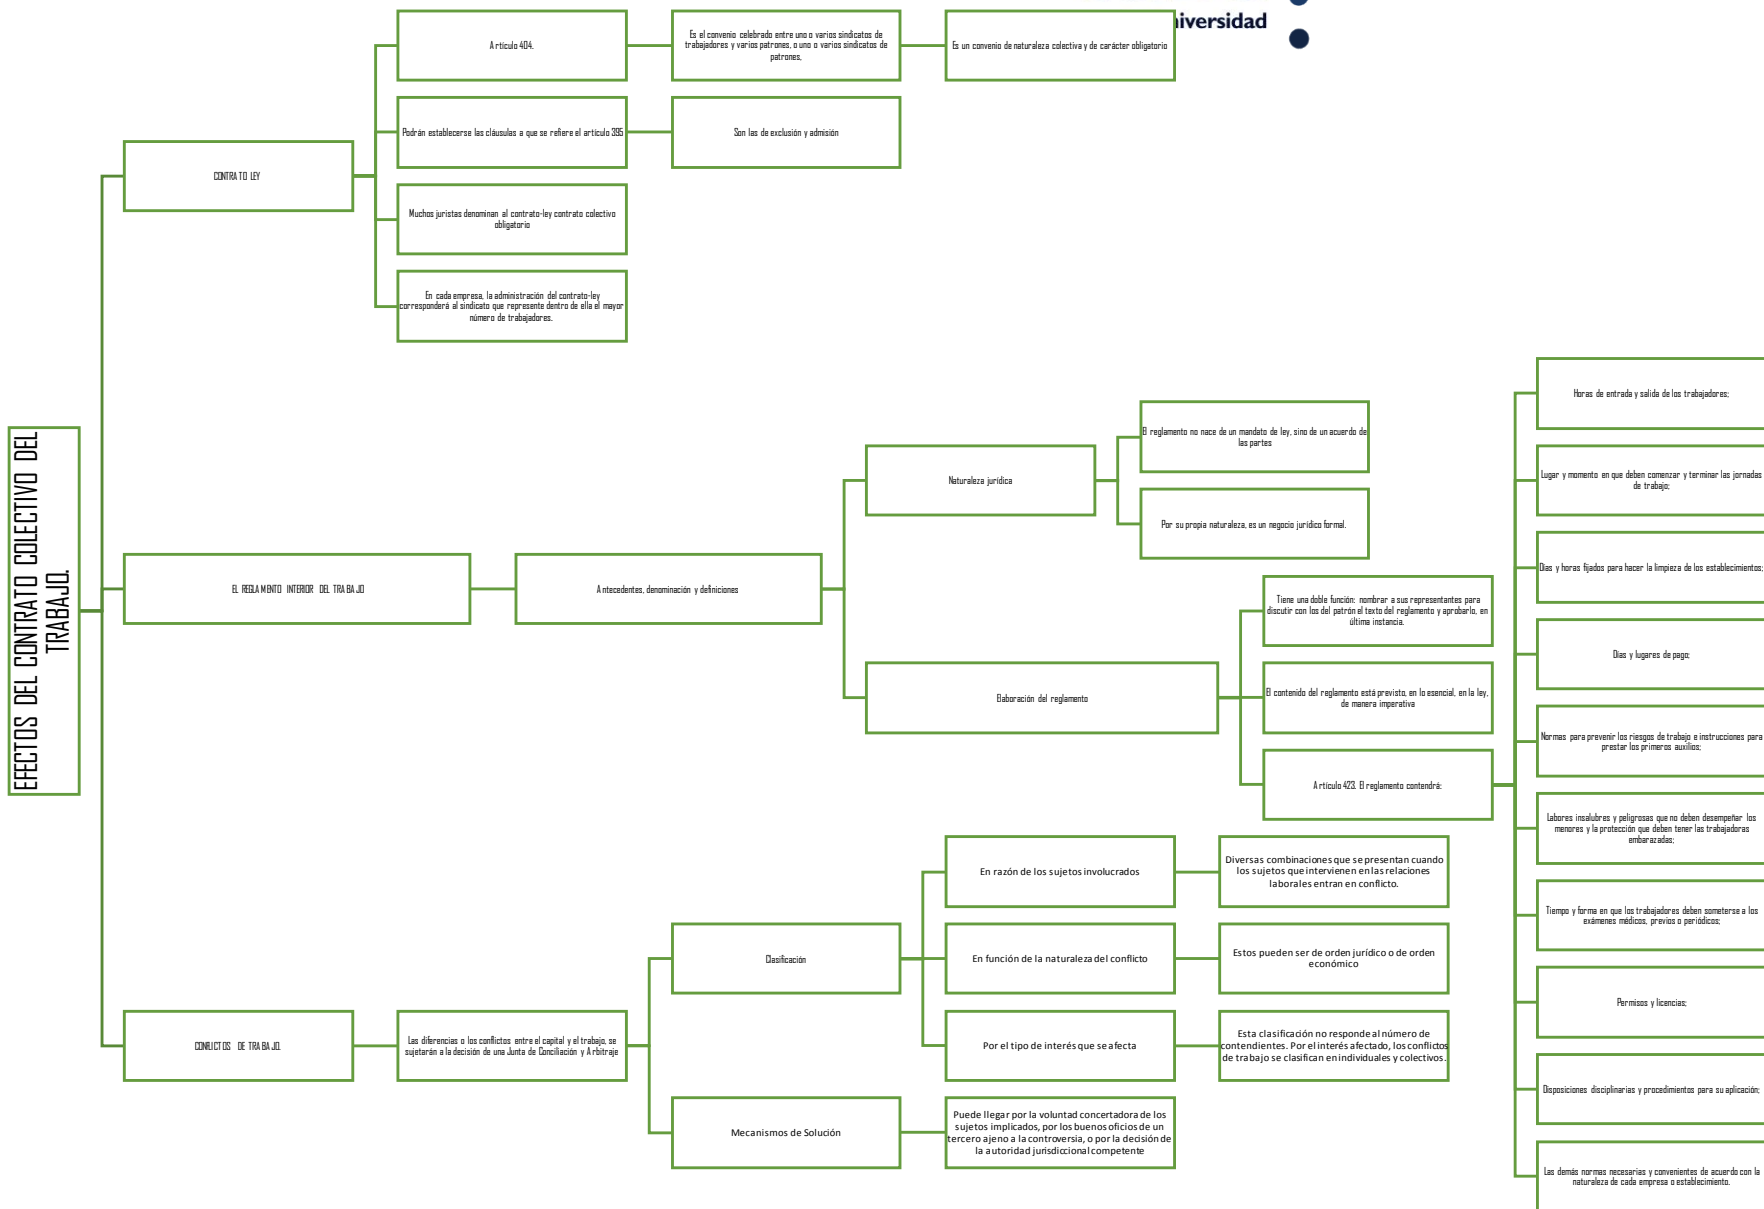 iversidad
EFECTOS DEL CONTRATO COLECTIVO DEL
TRABAJO.
CONTRATO LEY
Artículo 404.
Es el convenio celebrado entre uno o varios sindicatos de
trabajadores y varios patrones, o uno o varios sindicatos de
patrones,
Es un convenio de naturaleza colectiva y de carácter obligatorio
Podrán establecerse las cláusulas a que se refiere el artículo 395
Son las de exclusión y admisión
Muchos juristas denominan al contrato-ley contrato colectivo
obligatorio
En cada empresa, la administración del contrato-ley
corresponderá al sindicato que represente dentro de ella el mayor
número de trabajadores.
EL REGLAMENTO INTERIOR DEL TRABAJO
Antecedentes, denominación y definiciones
Naturaleza jurídica
El reglamento no nace de un mandato de ley, sino de un acuerdo de
las partes
Por su propia naturaleza, es un negocio jurídico formal.
Elaboración del reglamento
Tiene una doble función: nombrar a sus representantes para
discutir con los del patrón el texto del reglamento y aprobarlo, en
última instancia.
El contenido del reglamento está previsto, en lo esencial, en la ley,
de manera imperativa
Artículo 423. El reglamento contendrá:
Horas de entrada y salida de los trabajadores;
Lugar y momento en que deben comenzar y terminar las jornadas
de trabajo;
Días y horas fijados para hacer la limpieza de los establecimientos;
Días y lugares de pago;
Normas para prevenir los riesgos de trabajo e instrucciones para
prestar los primeros auxilios;
Labores insalubres y peligrosas que no deben desempeñar los
menores y la protección que deben tener las trabajadoras
embarazadas;
Tiempo y forma en que los trabajadores deben someterse a los
exámenes médicos, previos o periódicos;
Permisos y licencias;
Disposiciones disciplinarias y procedimientos para su aplicación;
Las demás normas necesarias y convenientes de acuerdo con la
naturaleza de cada empresa o establecimiento.
CONFLICTOS DE TRABAJO.
Las diferencias o los conflictos entre el capital y el trabajo, se
sujetarán a la decisión de una Junta de Conciliación y Arbitraje
Clasificación
En razón de los sujetos involucrados
Diversas combinaciones que se presentan cuando
los sujetos que intervienen en las relaciones
laborales entran en conflicto.
En función de la naturaleza del conflicto
Estos pueden ser de orden jurídico o de orden
económico
Por el tipo de interés que se afecta
Esta clasificación no responde al número de
contendientes. Por el interés afectado, los conflictos
de trabajo se clasifican en individuales y colectivos.
Mecanismos de Solución
Puede llegar por la voluntad concertadora de los
sujetos implicados, por los buenos oficios de un
tercero ajeno a la controversia, o por la decisión de
la autoridad jurisdiccional competente